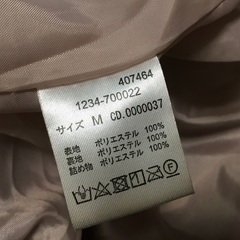 407464
1234-700022
サイズ M CD.0000037
表地 ポリエステル 100%
裏地 ポリエステル 100%
詰め物 ポリエステル 100%